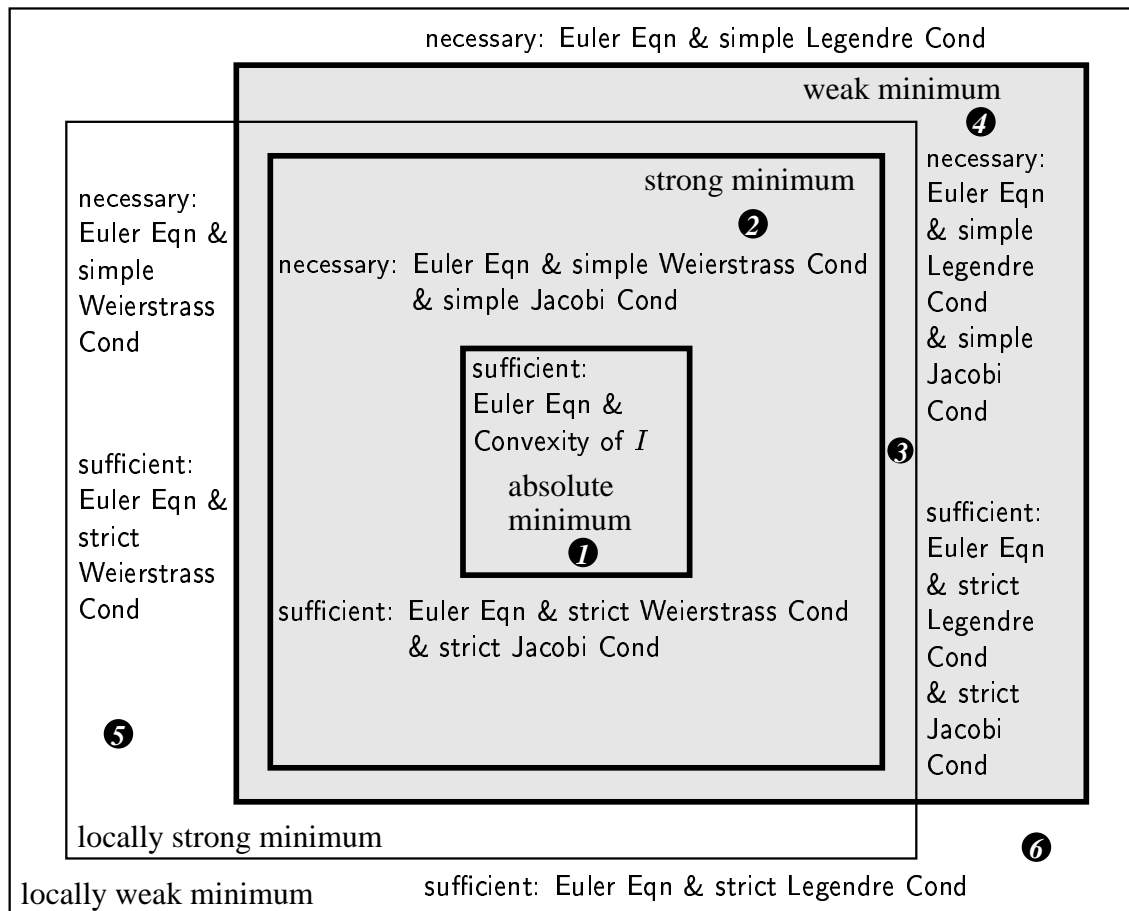 necessary: Euler Eqn & simple Legendre Cond
weak minimum
4
necessary:
Euler Eqn
& simple
Legendre
Cond
& simple
Jacobi
Cond
strong minimum
2
necessary:
Euler Eqn &
simple
Weierstrass
Cond
necessary: Euler Eqn & simple Weierstrass Cond
& simple Jacobi Cond
sufficient:
Euler Eqn &
Convexity of I
absolute
minimum
1
3
sufficient:
Euler Eqn &
strict
Weierstrass
Cond
sufficient:
Euler Eqn
& strict
Legendre
Cond
& strict
Jacobi
Cond
sufficient: Euler Eqn & strict Weierstrass Cond
& strict Jacobi Cond
5
locally strong minimum
6
locally weak minimum
sufficient: Euler Eqn & strict Legendre Cond